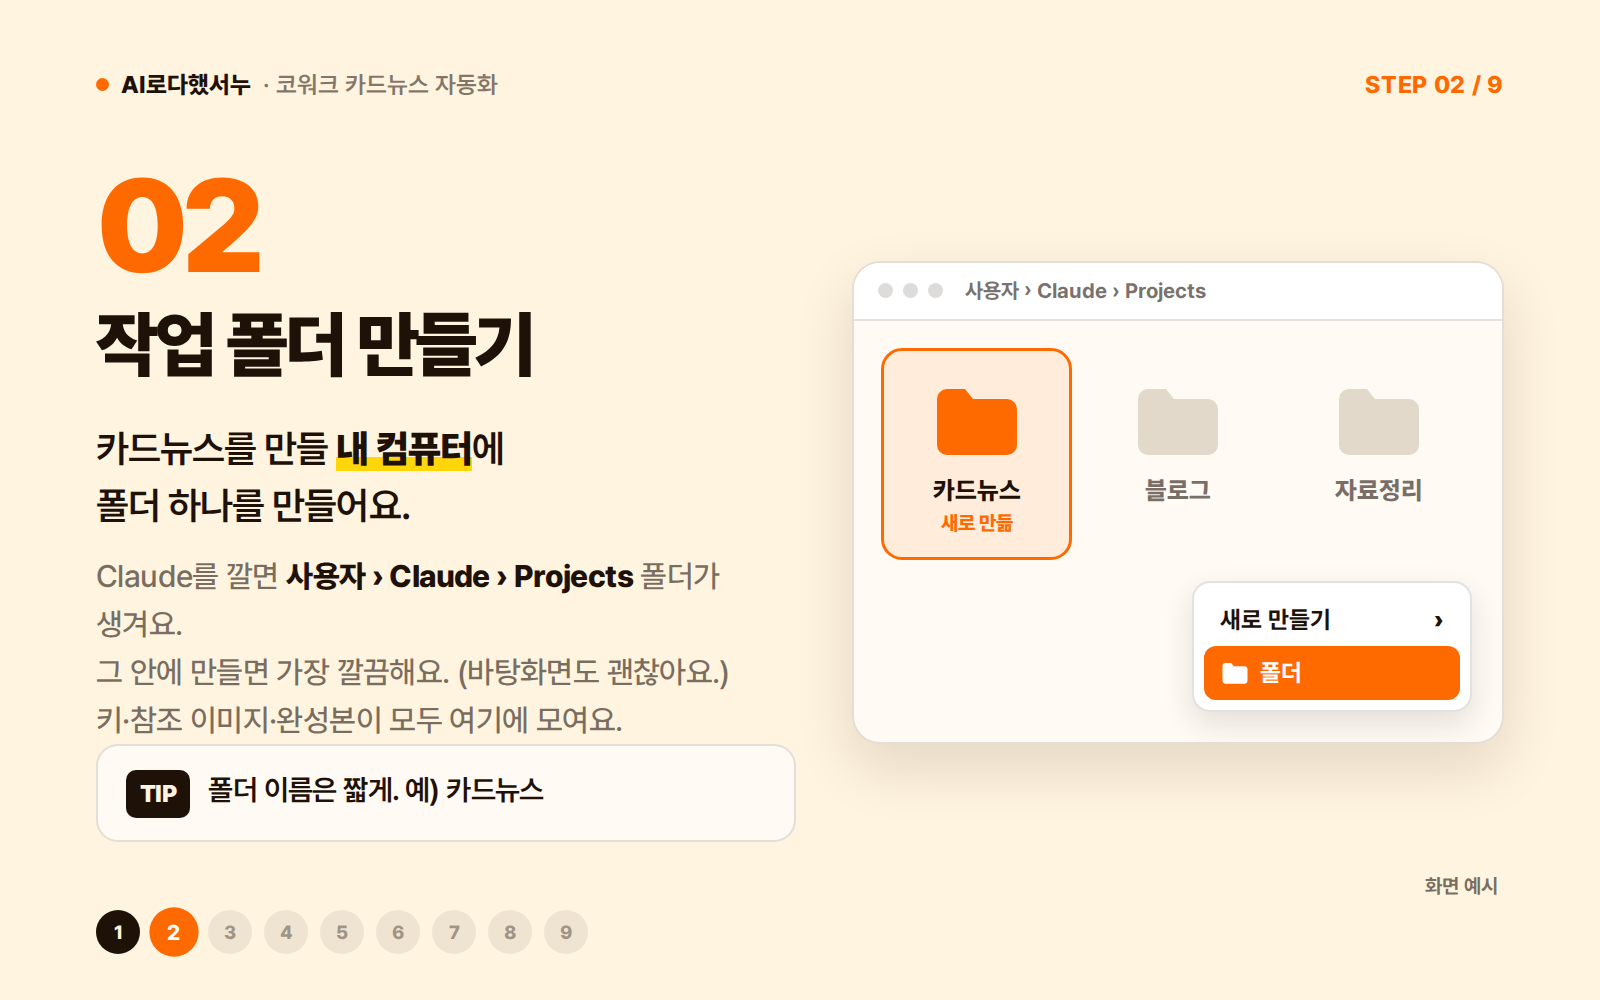 AI로다했서누 · 코워크 카드뉴스 자동화
STEP 02 / 9
02
작업 폴더 만들기
카드뉴스를 만들 내 컴퓨터에
폴더 하나를 만들어요.
Claude를 깔면 사용자 › Claude › Projects 폴더가
생겨요.
그 안에 만들면 가장 깔끔해요. (바탕화면도 괜찮아요.)
키·참조 이미지·완성본이 모두 여기에 모여요.
TIP 폴더 이름은 짧게. 예) 카드뉴스
사용자 › Claude › Projects
카드뉴스
새로 만듦
블로그
자료정리
새로 만들기 ›
폴더
화면 예시
1 2 3 4 5 6 7 8 9